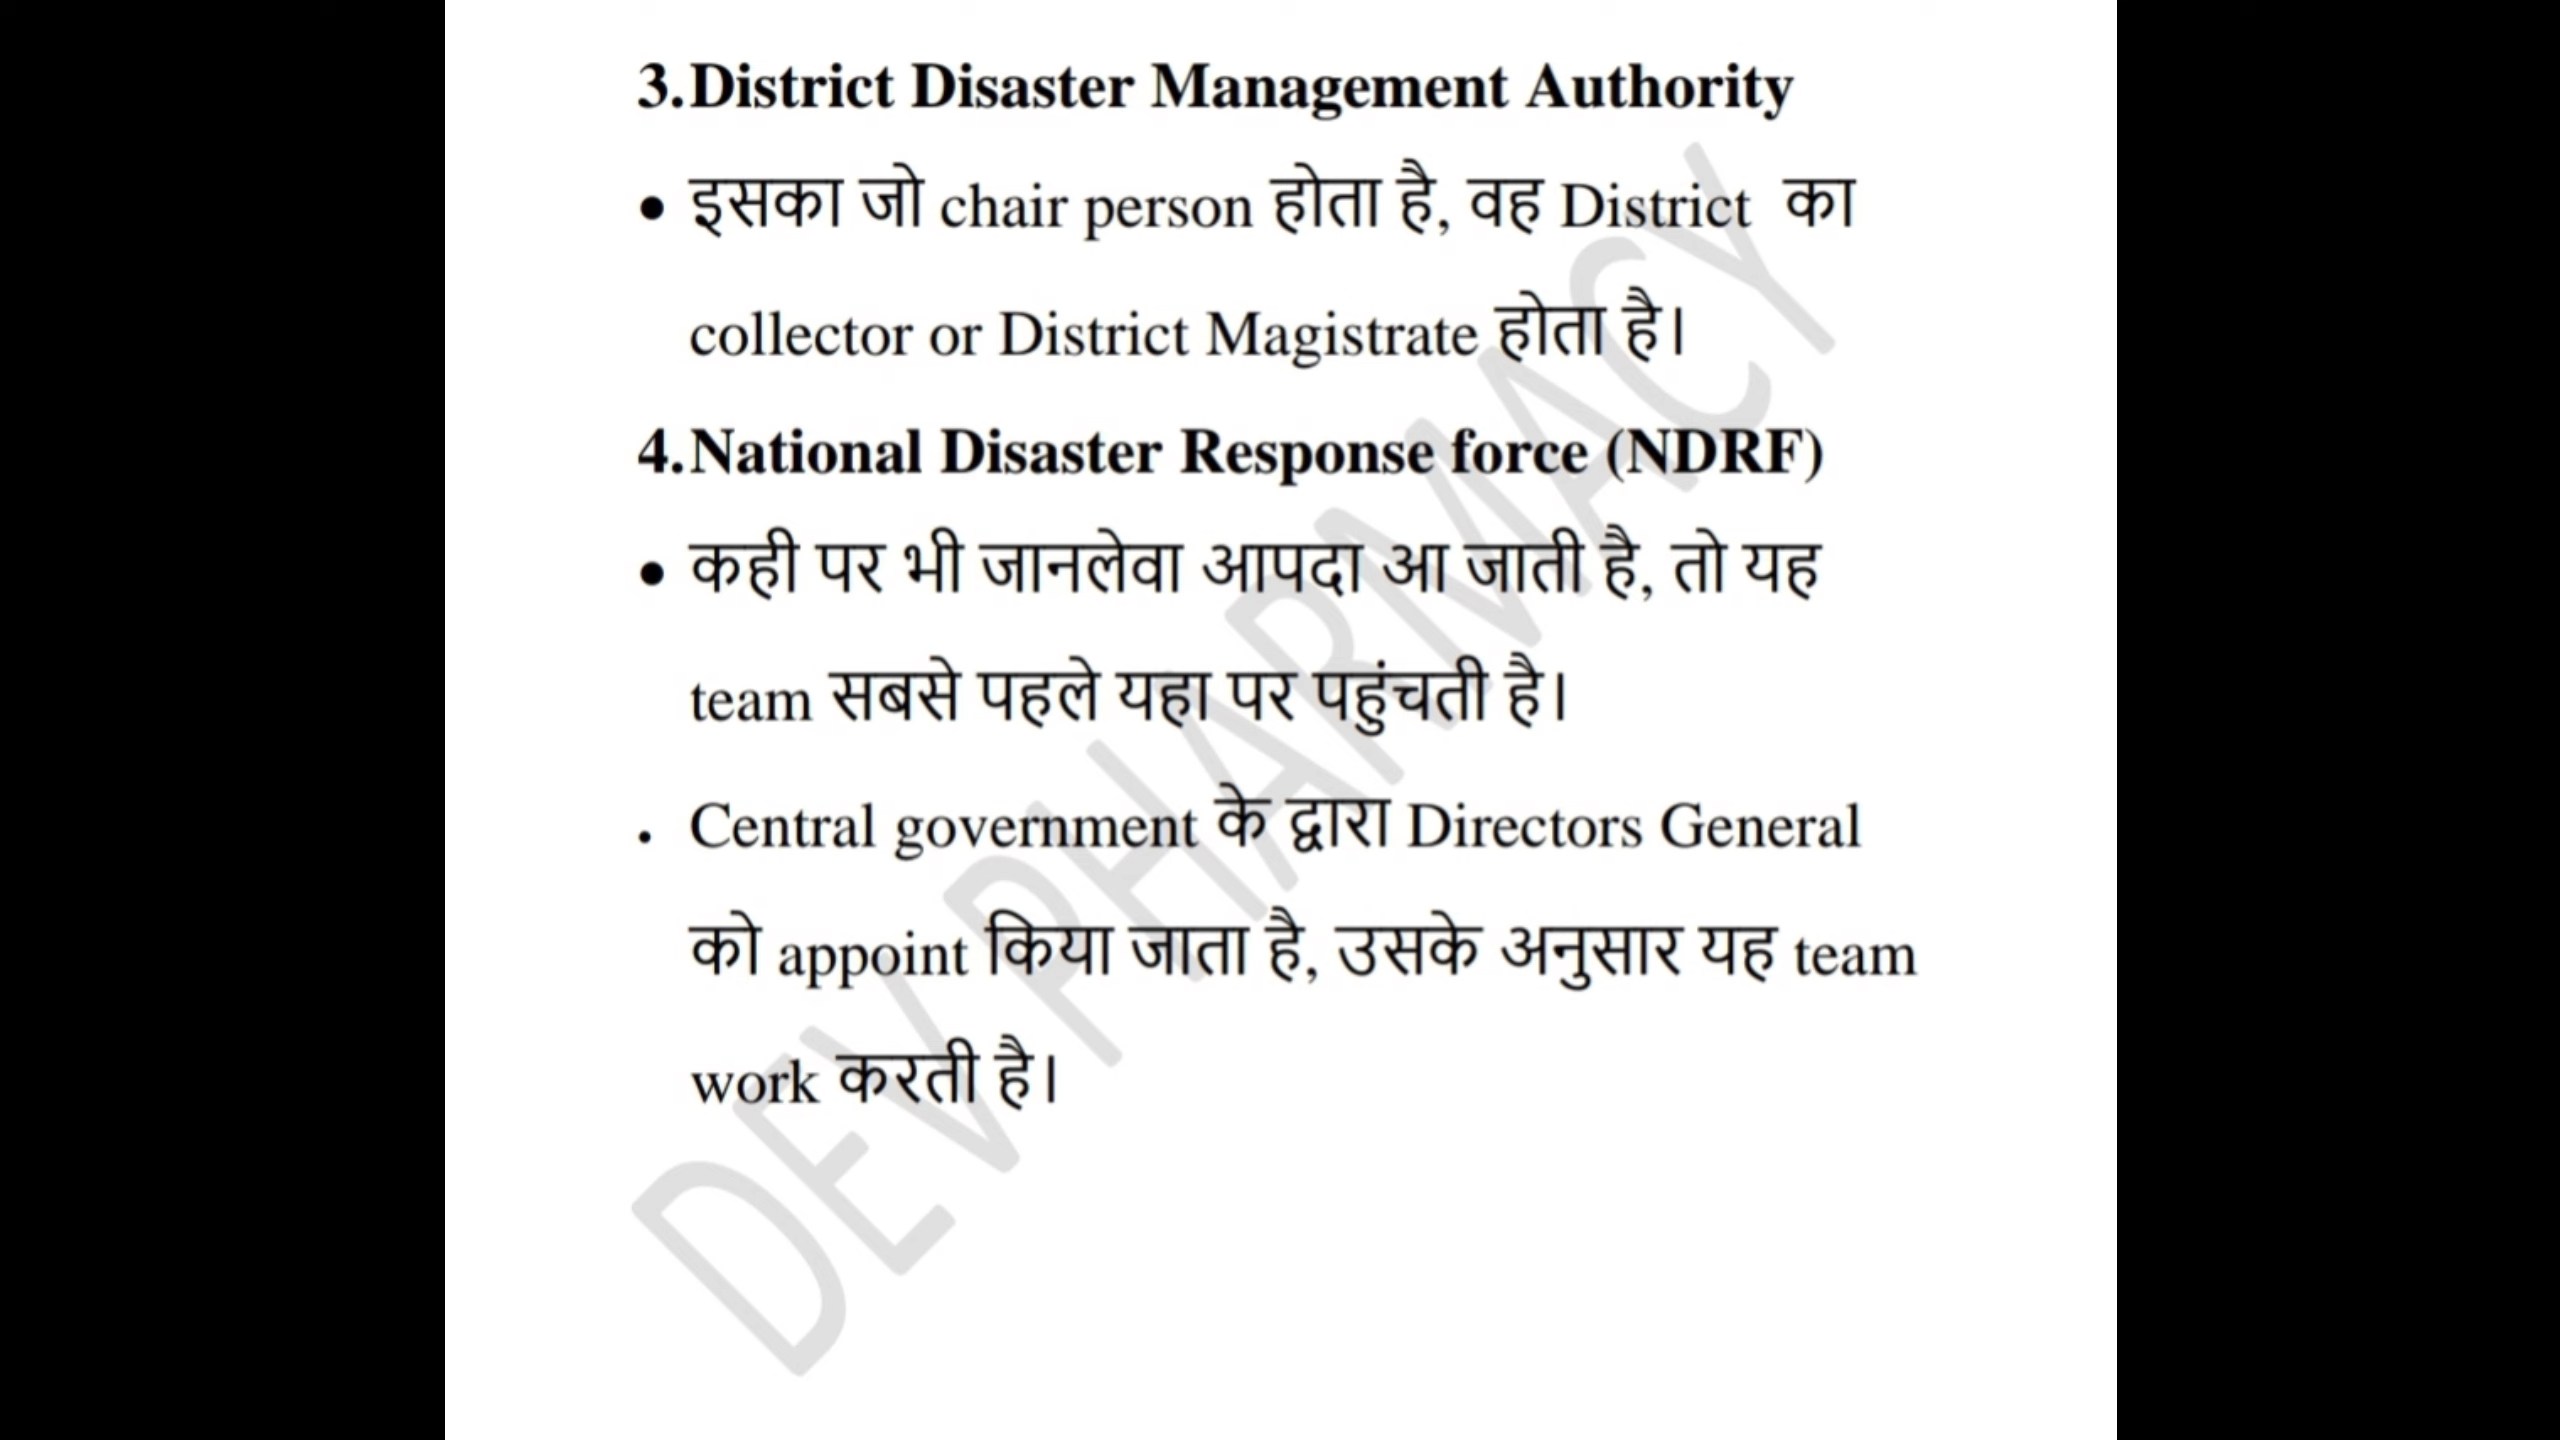 3.District Disaster Management Authority
• इसका जो chair person होता है, वह District का
collector or District Magistrate होता है।
4.National Disaster Response force (NDRF)
• कही पर भी जानलेवा आपदा आ जाती है, तो यह
team सबसे पहले यहा पर पहुंचती है।
• Central government के द्वारा Directors General
को appoint किया जाता है, उसके अनुसार यह team
work करती है।
DEV PHARMACY